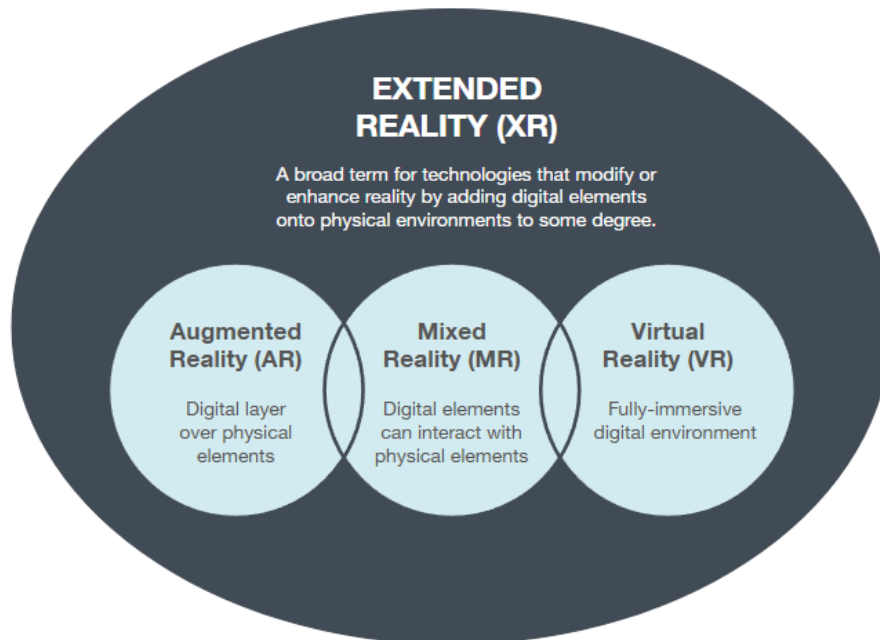 EXTENDED
REALITY (XR)
A broad term for technologies that modify or
enhance reality by adding digital elements
onto physical environments to some degree.
Augmented
Reality (AR)
Digital layer
over physical
elements
Mixed
Reality (MR)
Digital elements
can interact with
physical elements
Virtual
Reality (VR)
Fully-immersive
digital environment